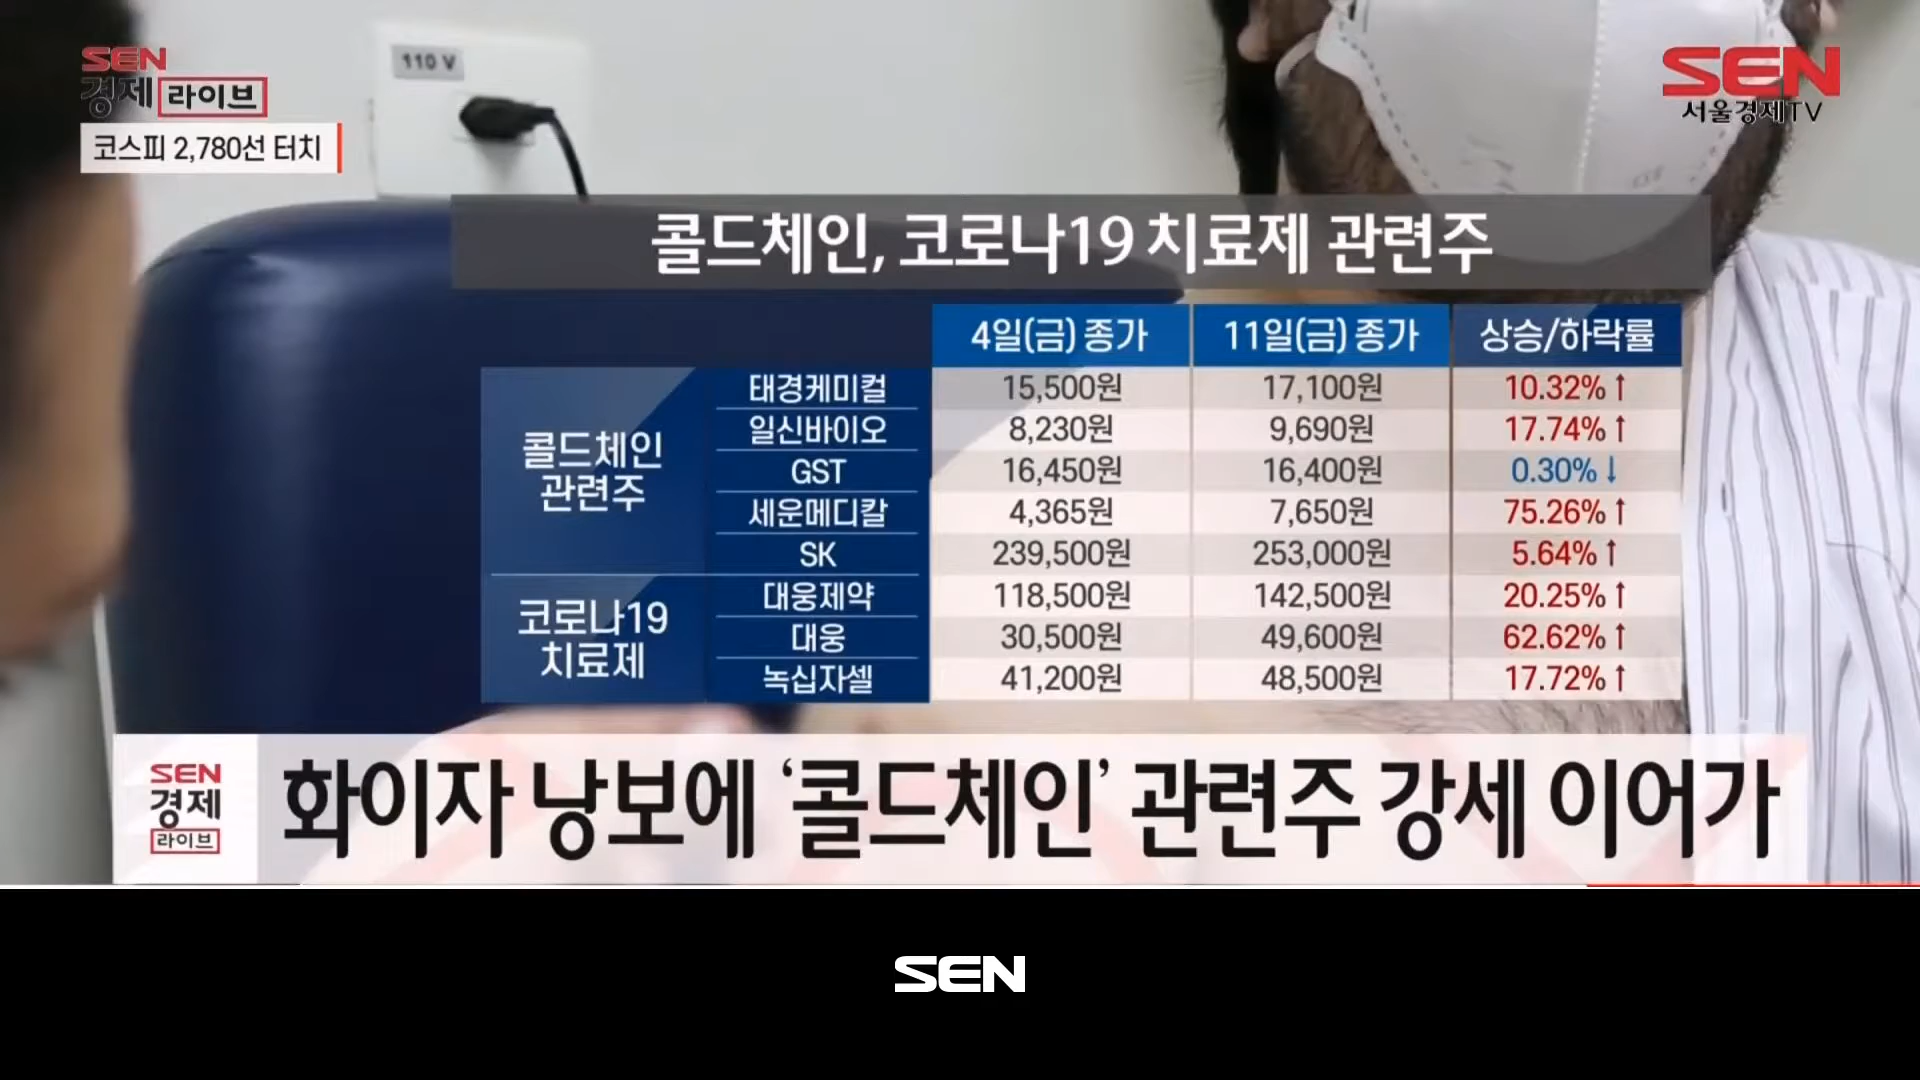 SEN
경제 라이브
코스피 2,780선 터치
110 V
SEN
서울경제TV
콜드체인, 코로나19 치료제 관련주
4일(금) 종가 11일(금) 종가 상승/하락률
콜드체인
관련주
태경케미컬 15,500원 17,100원 10.32%↑
일신바이오 8,230원 9,690원 17.74%↑
GST 16,450원 16,400원 0.30%↓
세운메디칼 4,365원 7,650원 75.26%↑
SK 239,500원 253,000원 5.64%↑
코로나19
치료제
대웅제약 118,500원 142,500원 20.25%↑
대웅 30,500원 49,600원 62.62%↑
녹십자셀 41,200원 48,500원 17.72%↑
SEN
경제
라이브
화이자 낭보에 ‘콜드체인’ 관련주 강세 이어가
SEN